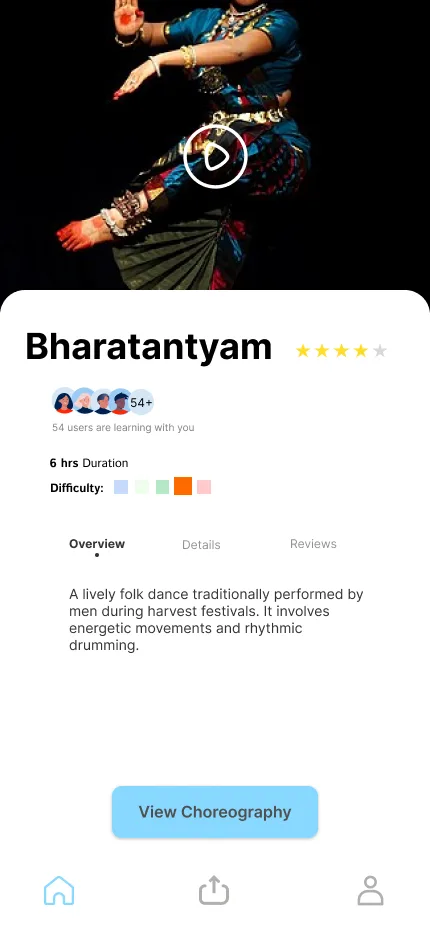 Bharatantyam
54+
54 users are learning with you
6 hrs Duration
Difficulty:
Overview
Details
Reviews
A lively folk dance traditionally performed by
men during harvest festivals. It involves
energetic movements and rhythmic
drumming.
View Choreography